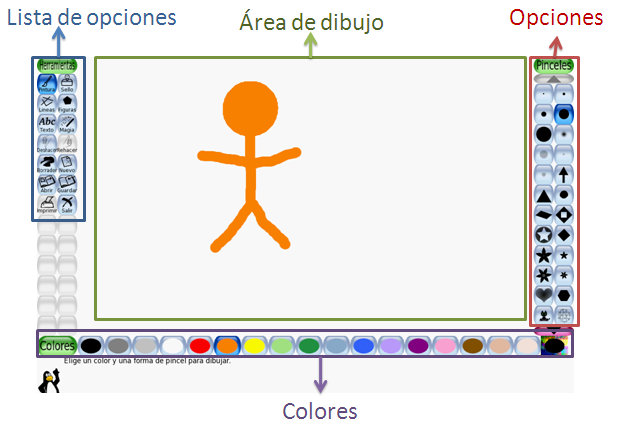 Lista de opciones
Área de dibujo
Opciones
Herramientas
Pinceles
Pintura Sello
Líneas Figuras
Abc
Texto Magia
Deshacer Rehacer
Borrador Nuevo
Abrir Guardar
Imprimir Salir
Colores
Elige un color y una forma de pincel para dibujar.
Colores